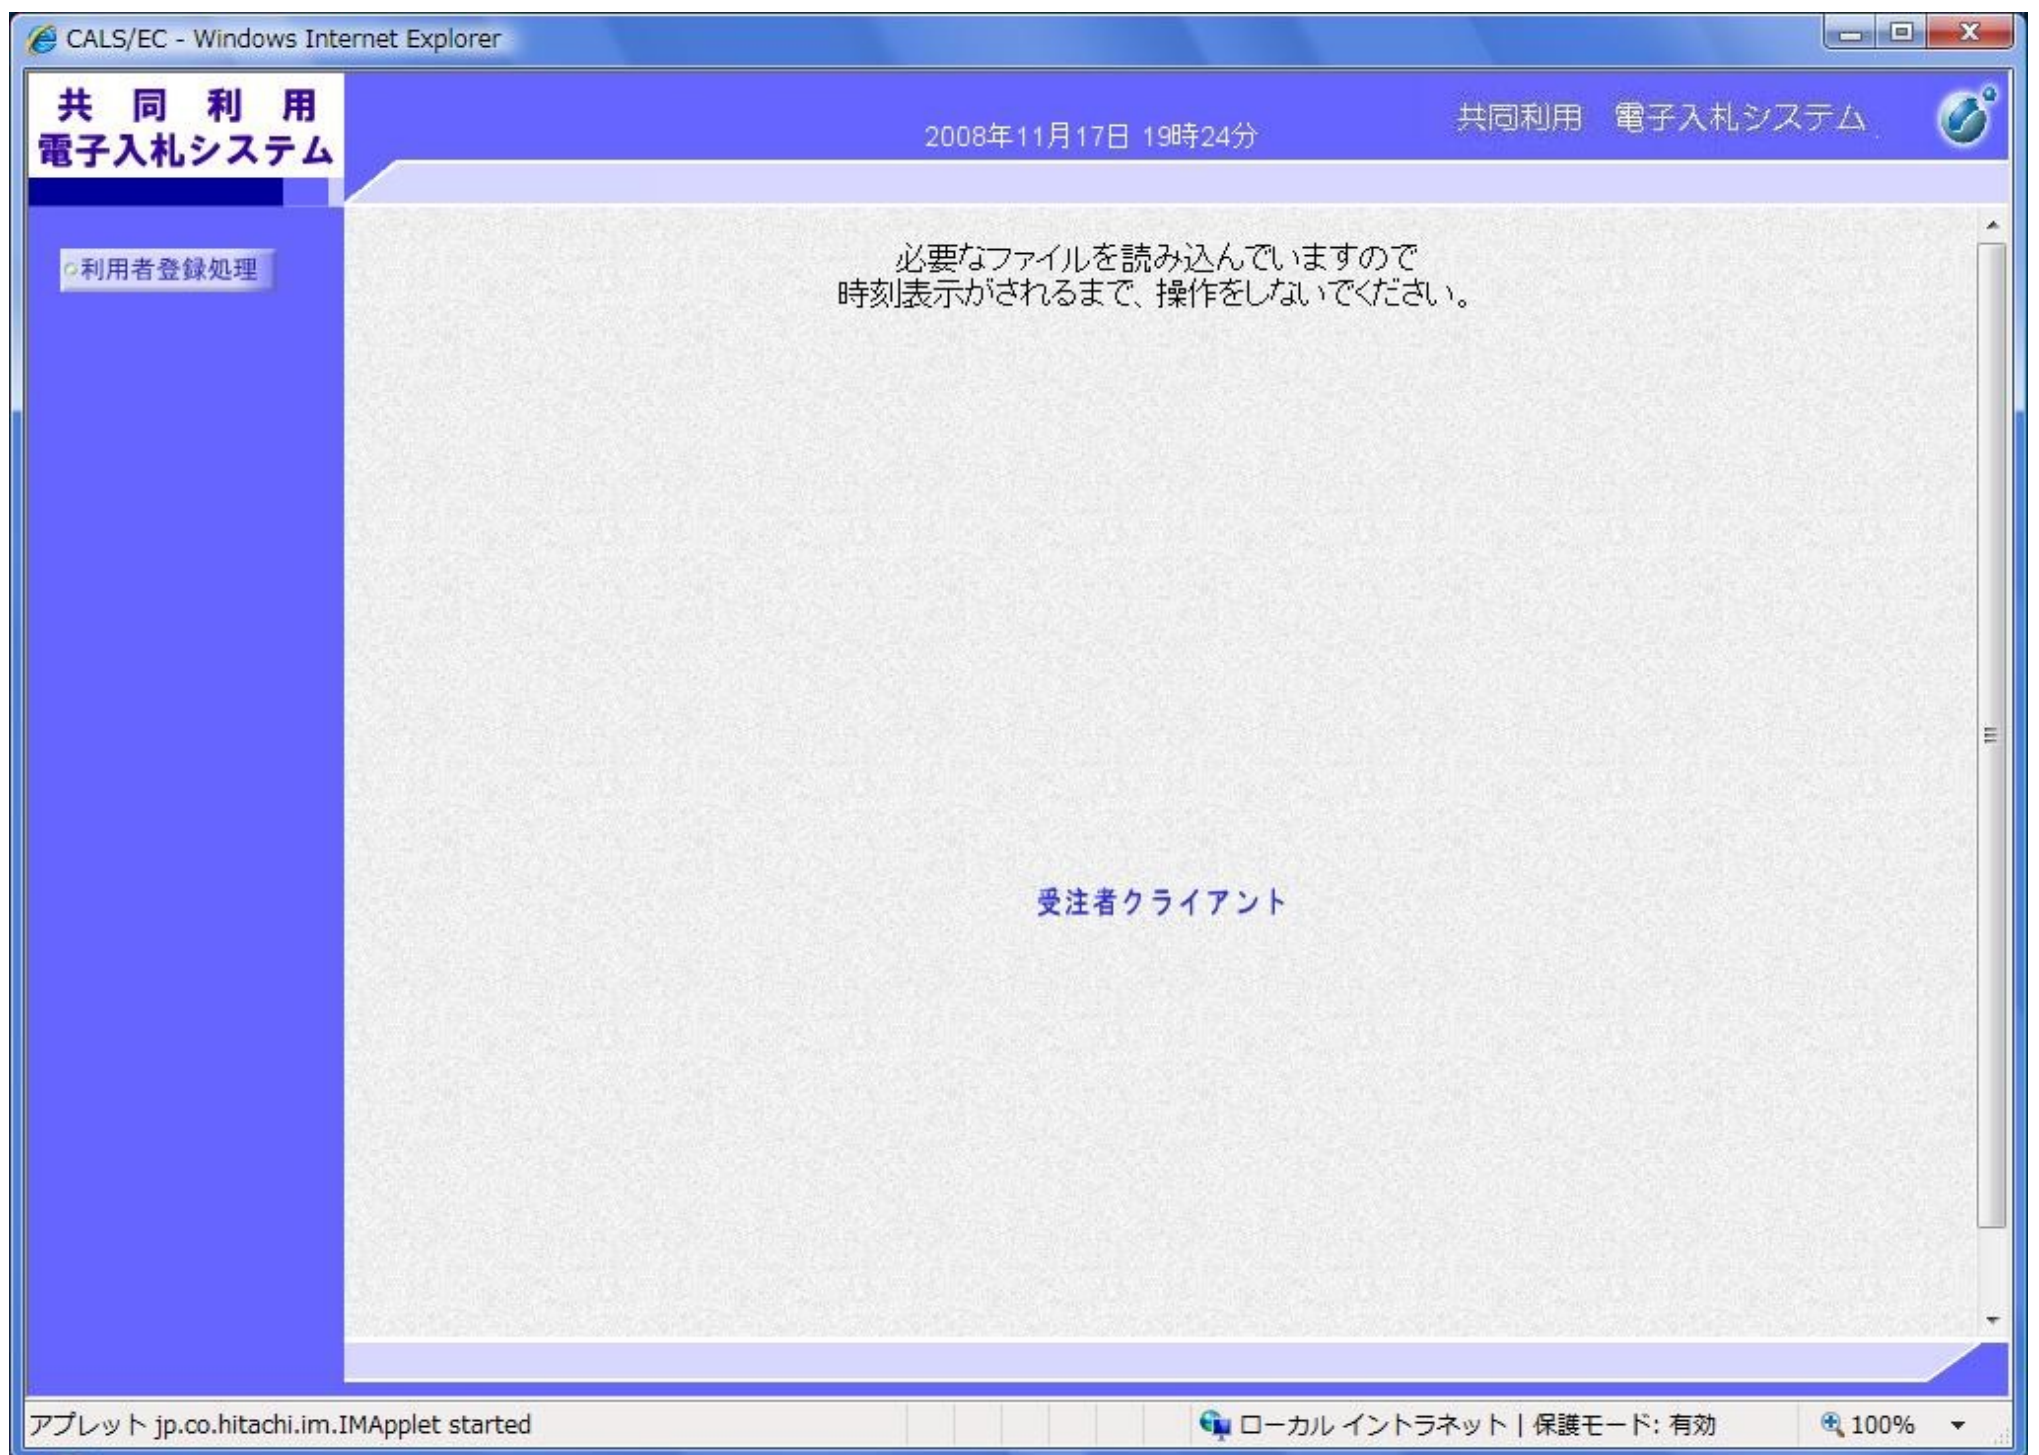 CALS/EC - Windows Internet Explorer
共同利用
電子入札システム
2008年11月17日 19時24分
共同利用 電子入札システム
利用者登録処理
必要なファイルを読み込んでいますので
時刻表示がされるまで、操作をしないでください。
受注者クライアント
アプレット jp.co.hitachi.im.IMApplet started
ローカル イントラネット | 保護モード: 有効
100%